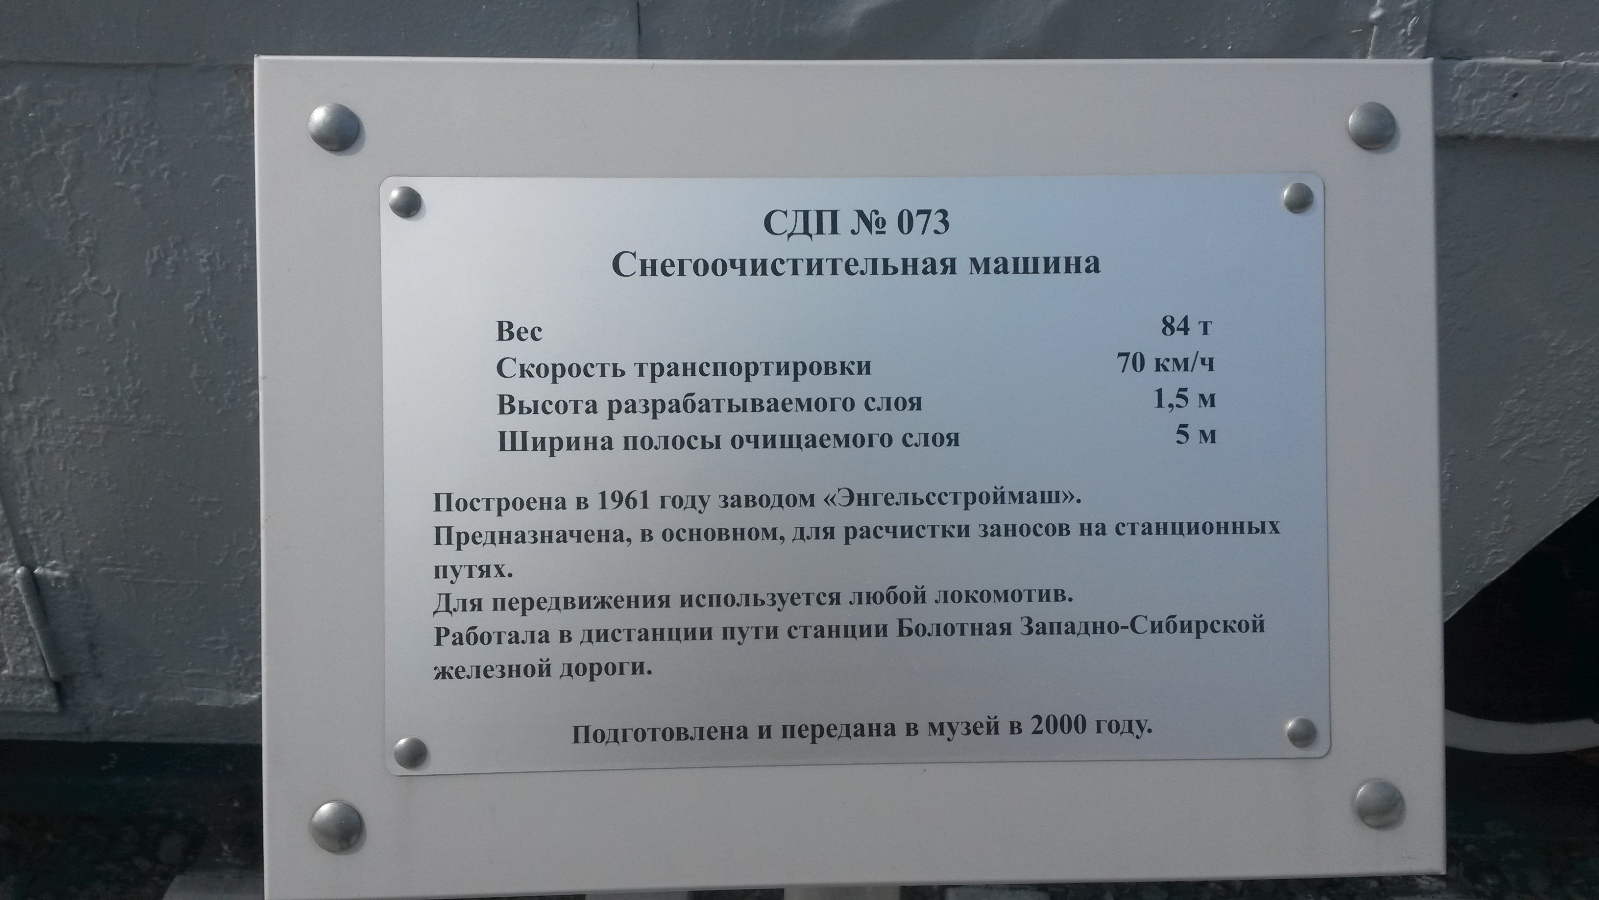 СДП № 073
Снегоочистительная машина
Вес 84 т
Скорость транспортировки 70 км/ч
Высота разрабатываемого слоя 1,5 м
Ширина полосы очищаемого слоя 5 м
Построена в 1961 году заводом «Энгельсстроймаш».
Предназначена, в основном, для расчистки заносов на станционных
путях.
Для передвижения используется любой локомотив.
Работала в дистанции пути станции Болотная Западно-Сибирской
железной дороги.
Подготовлена и передана в музей в 2000 году.